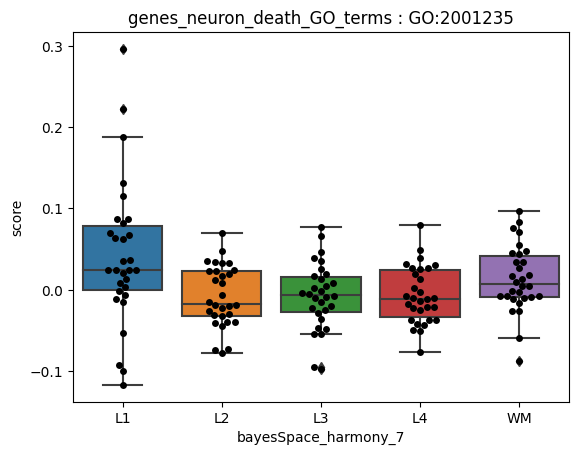 genes_neuron_death_GO_terms : GO:2001235
0.3
0.2
0.1
0.0
−0.1
score
L1 L2 L3 L4 WM
bayesSpace_harmony_7